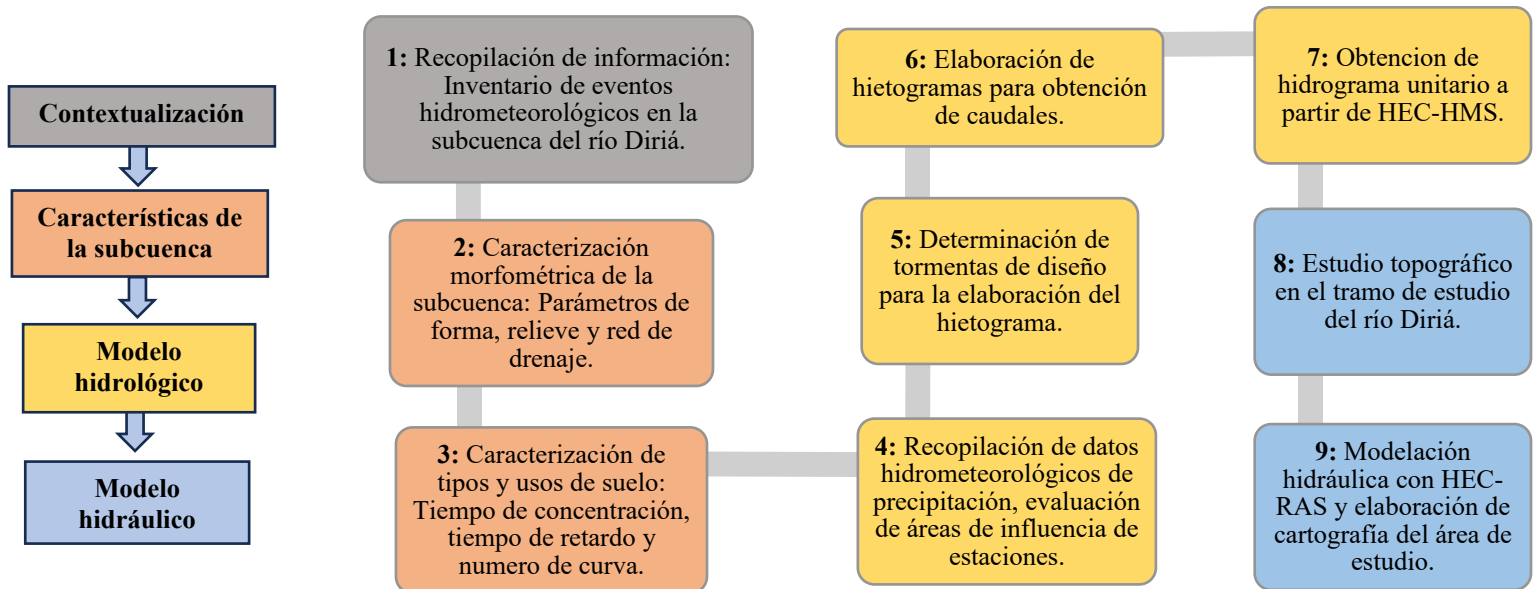 Contextualización
Características de
la subcuenca
Modelo
hidrológico
Modelo
hidráulico
1: Recopilación de información:
Inventario de eventos
hidrometeorológicos en la
subcuenca del río Diriá.
2: Caracterización
morfométrica de la
subcuenca: Parámetros de
forma, relieve y red de
drenaje.
3: Caracterización de
tipos y usos de suelo:
Tiempo de concentración,
tiempo de retardo y
numero de curva.
4: Recopilación de datos
hidrometeorológicos de
precipitación, evaluación
de áreas de influencia de
estaciones.
5: Determinación de
tormentas de diseño
para la elaboración del
hietograma.
6: Elaboración de
hietogramas para obtención
de caudales.
7: Obtencion de
hidrograma unitario a
partir de HEC-HMS.
8: Estudio topográfico
en el tramo de estudio
del río Diriá.
9: Modelación
hidráulica con HEC-
RAS y elaboración de
cartografía del área de
estudio.